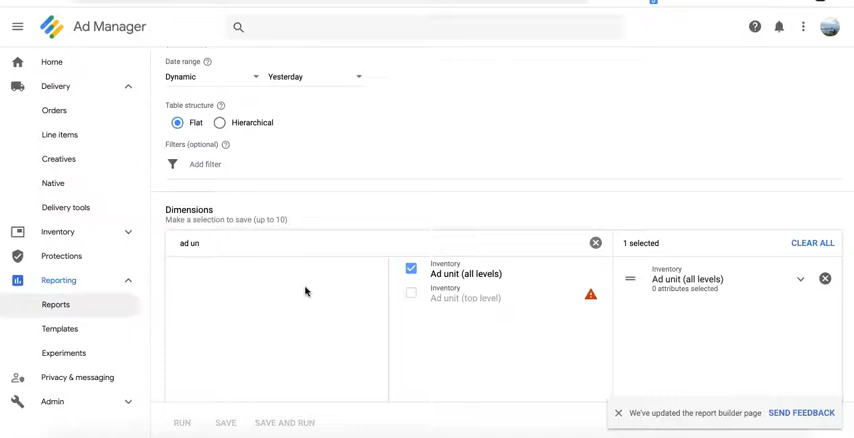 Ad Manager
Home
Delivery
Orders
Line items
Creatives
Native
Delivery tools
Inventory
Protections
Reporting
Reports
Templates
Experiments
Privacy & messaging
Admin
Date range
Dynamic
Yesterday
Table structure
Flat
Hierarchical
Filters (optional)
Add filter
Dimensions
Make a selection to save (up to 10)
ad un
Inventory
Ad unit (all levels)
Inventory
Ad unit (top level)
1 selected
CLEAR ALL
Inventory
Ad unit (all levels)
0 attributes selected
RUN
SAVE
SAVE AND RUN
We've updated the report builder page
SEND FEEDBACK